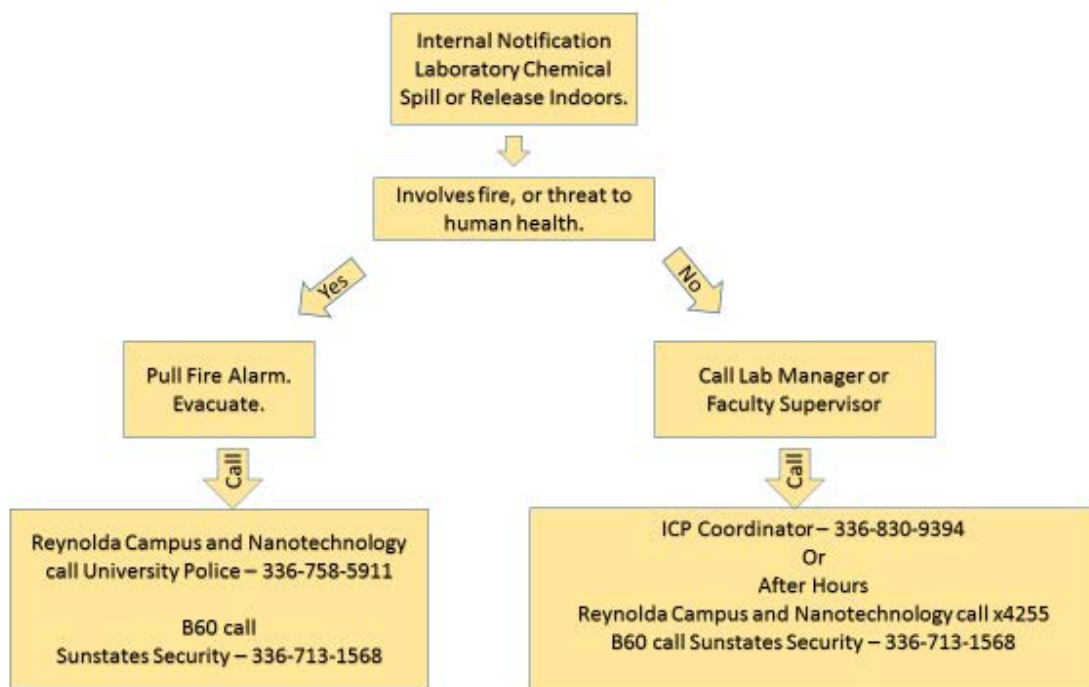 Internal Notification
Laboratory Chemical
Spill or Release Indoors.
Involves fire, or threat to
human health.
Yes
No
Pull Fire Alarm.
Evacuate.
Call Lab Manager or
Faculty Supervisor
Call
Call
Reynolda Campus and Nanotechnology
call University Police – 336-758-5911
B60 call
Sunstates Security – 336-713-1568
ICP Coordinator – 336-830-9394
Or
After Hours
Reynolda Campus and Nanotechnology call x4255
B60 call Sunstates Security – 336-713-1568